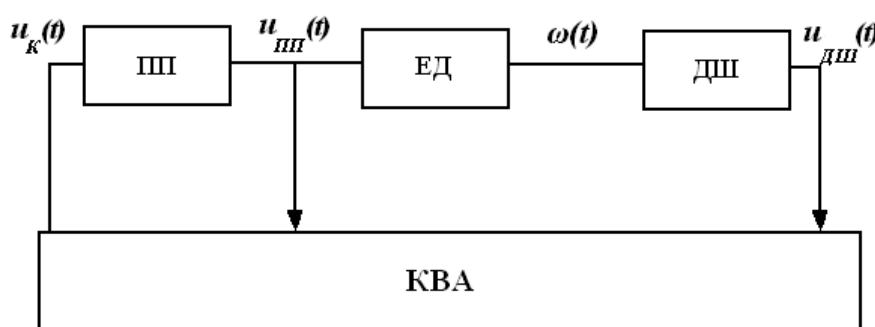 u_К(t) u_ПП(t) ω(t) u_ДШ(t)
ПП ЕД ДШ
КВА